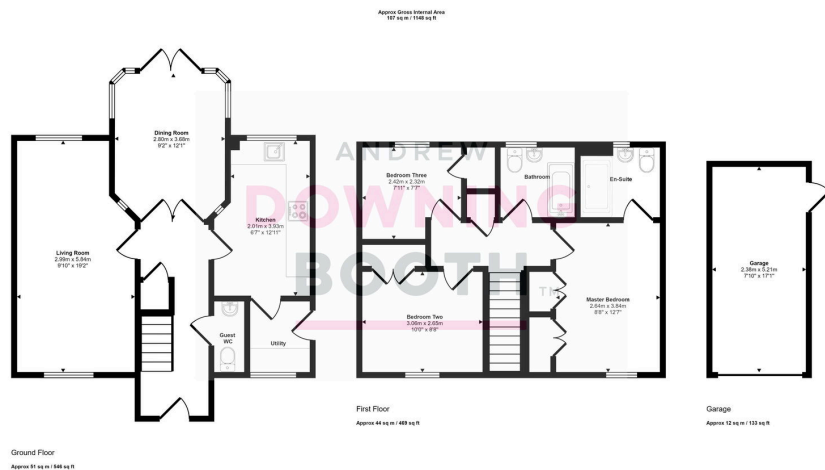 Approx Gross Internal Area
107 sq m / 1148 sq ft
Dining Room
2.80m x 3.68m
9'2" x 12'1"
Living Room
2.99m x 5.84m
9'10" x 19'2"
Kitchen
2.01m x 3.93m
6'7" x 12'11"
Guest
WC
Utility
Ground Floor
Approx 51 sq m / 546 sq ft
ANDREW
DOWNING
BOOTH
TM
Bedroom Three
2.42m x 2.32m
7'11" x 7'7"
Bathroom
En-Suite
Master Bedroom
2.64m x 3.84m
8'8" x 12'7"
Bedroom Two
3.06m x 2.65m
10'0" x 8'8"
First Floor
Approx 44 sq m / 469 sq ft
Garage
2.38m x 5.21m
7'10" x 17'1"
Garage
Approx 12 sq m / 133 sq ft